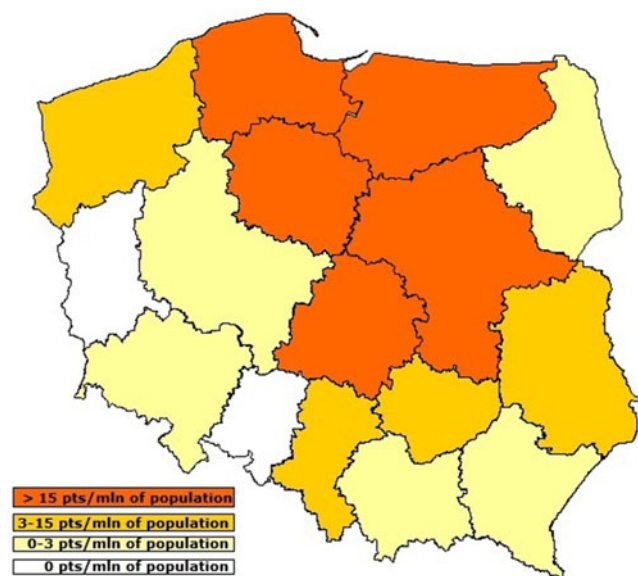 > 15 pts/mln of population
3-15 pts/mln of population
0-3 pts/mln of population
0 pts/mln of population